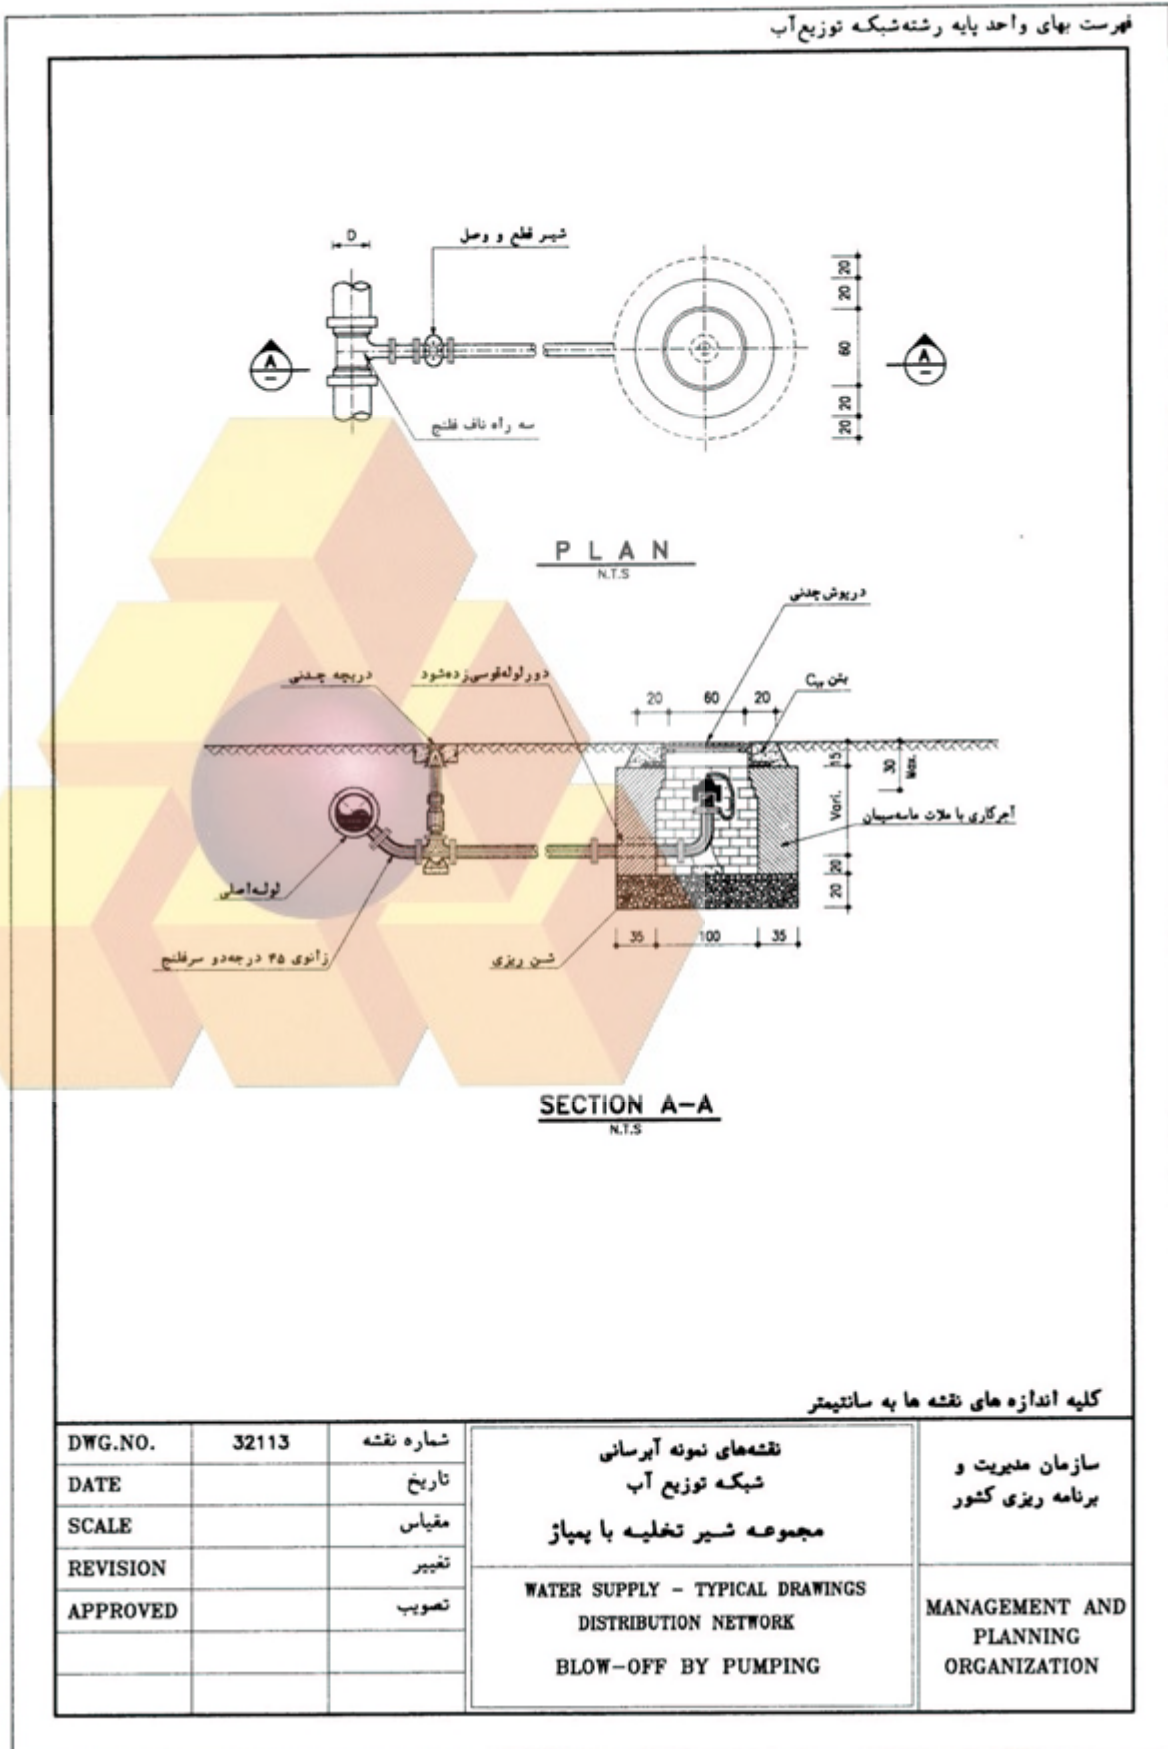 فهرست بهای واحد پایه رشته شبکه توزیع آب
D
شیر قطع و وصل
A
A
سه راه ناف فلنج
20
20
60
20
20
PLAN
N.T.S
درپوش چدنی
دریچه چدنی
دور لوله قوسی زده شود
بتن
20
60
20
15
30
Max.
Vari.
آجرکاری با ملات ماسه سیمان
20
20
لوله اصلی
35
100
35
زانوی ۴۵ درجه دو سرفلنج
شن ریزی
SECTION A-A
N.T.S
کلیه اندازه های نقشه ها به سانتیمتر
DWG.NO. 32113 شماره نقشه
DATE تاریخ
SCALE مقیاس
REVISION تغییر
APPROVED تصویب
نقشه‌های نمونه آبرسانی
شبکه توزیع آب
مجموعه شیر تخلیه با پمپاژ
WATER SUPPLY - TYPICAL DRAWINGS
DISTRIBUTION NETWORK
BLOW-OFF BY PUMPING
سازمان مدیریت و
برنامه ریزی کشور
MANAGEMENT AND
PLANNING
ORGANIZATION